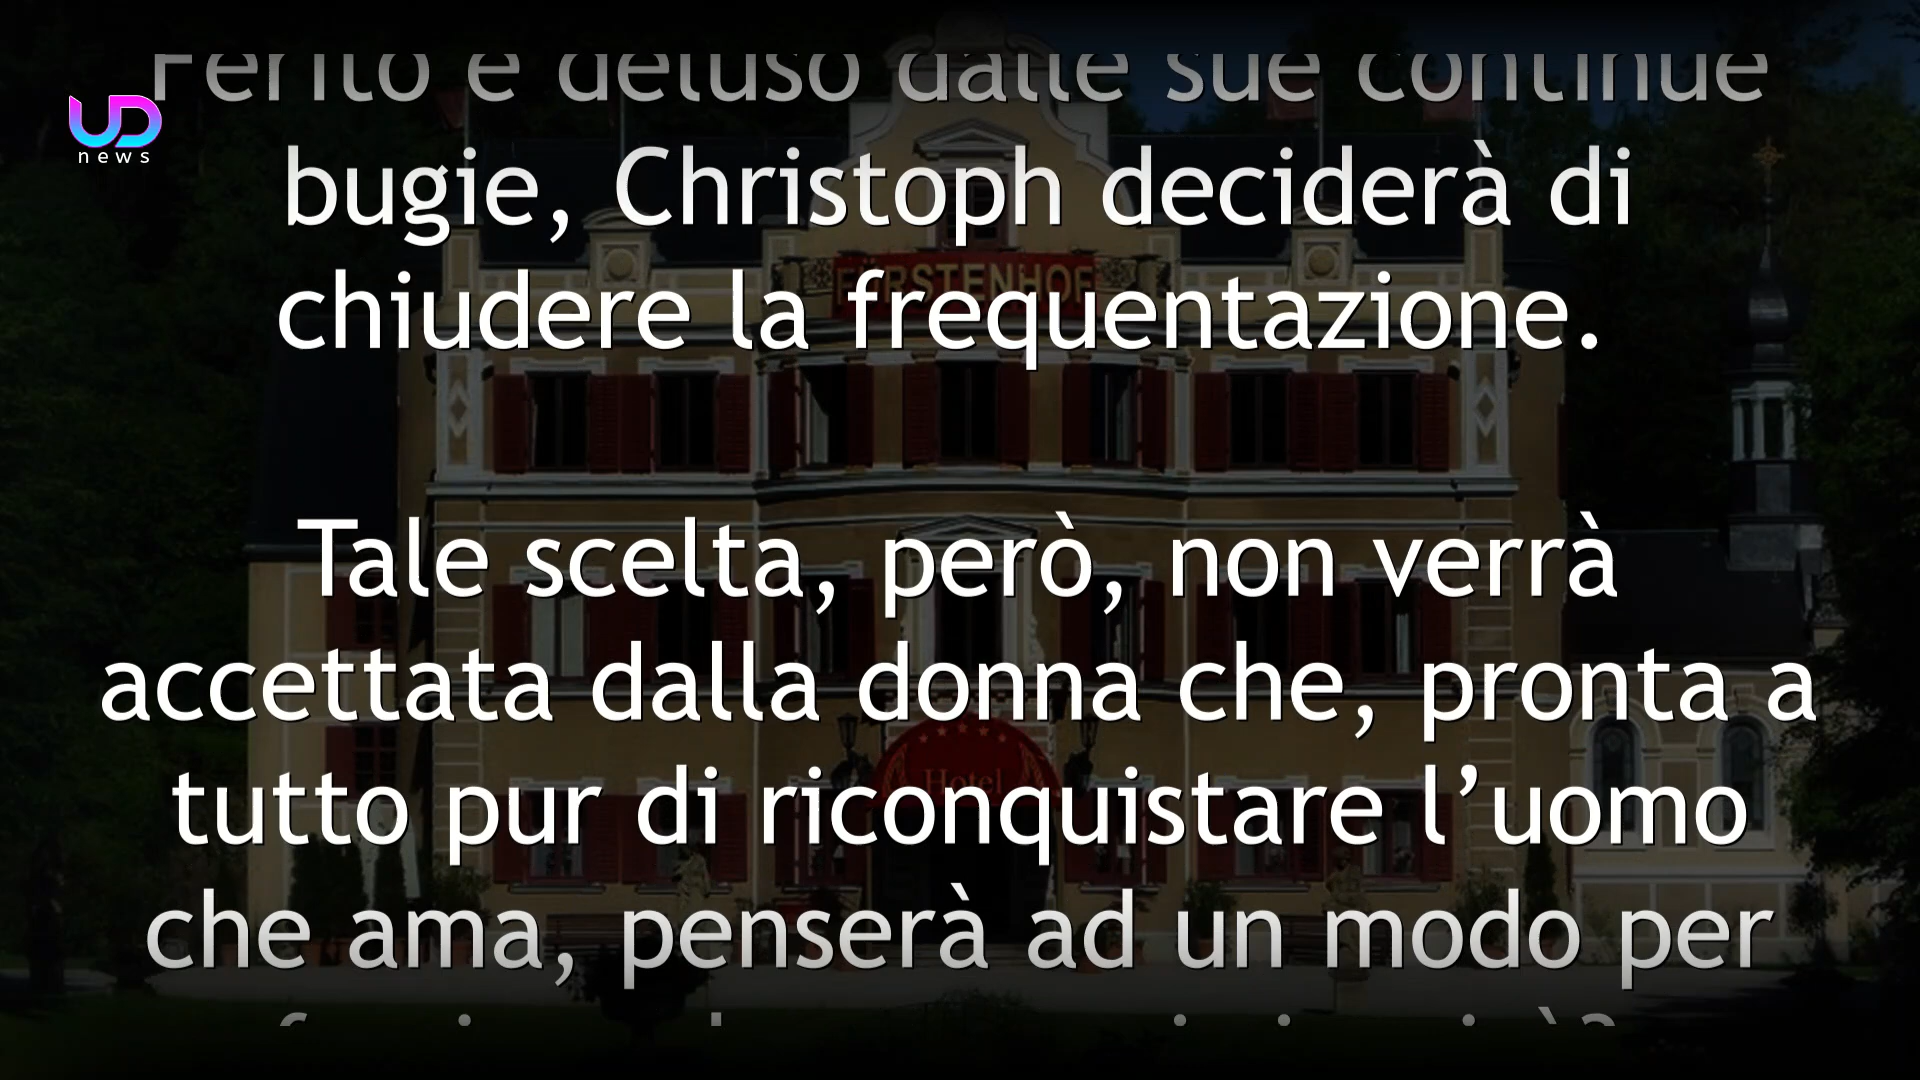 Ferito e deluso dalle sue continue
UD
news
bugie, Christoph deciderà di
FÜRSTENHOF
chiudere la frequentazione.
Tale scelta, però, non verrà
accettata dalla donna che, pronta a
Hotel
tutto pur di riconquistare l’uomo
che ama, penserà ad un modo per